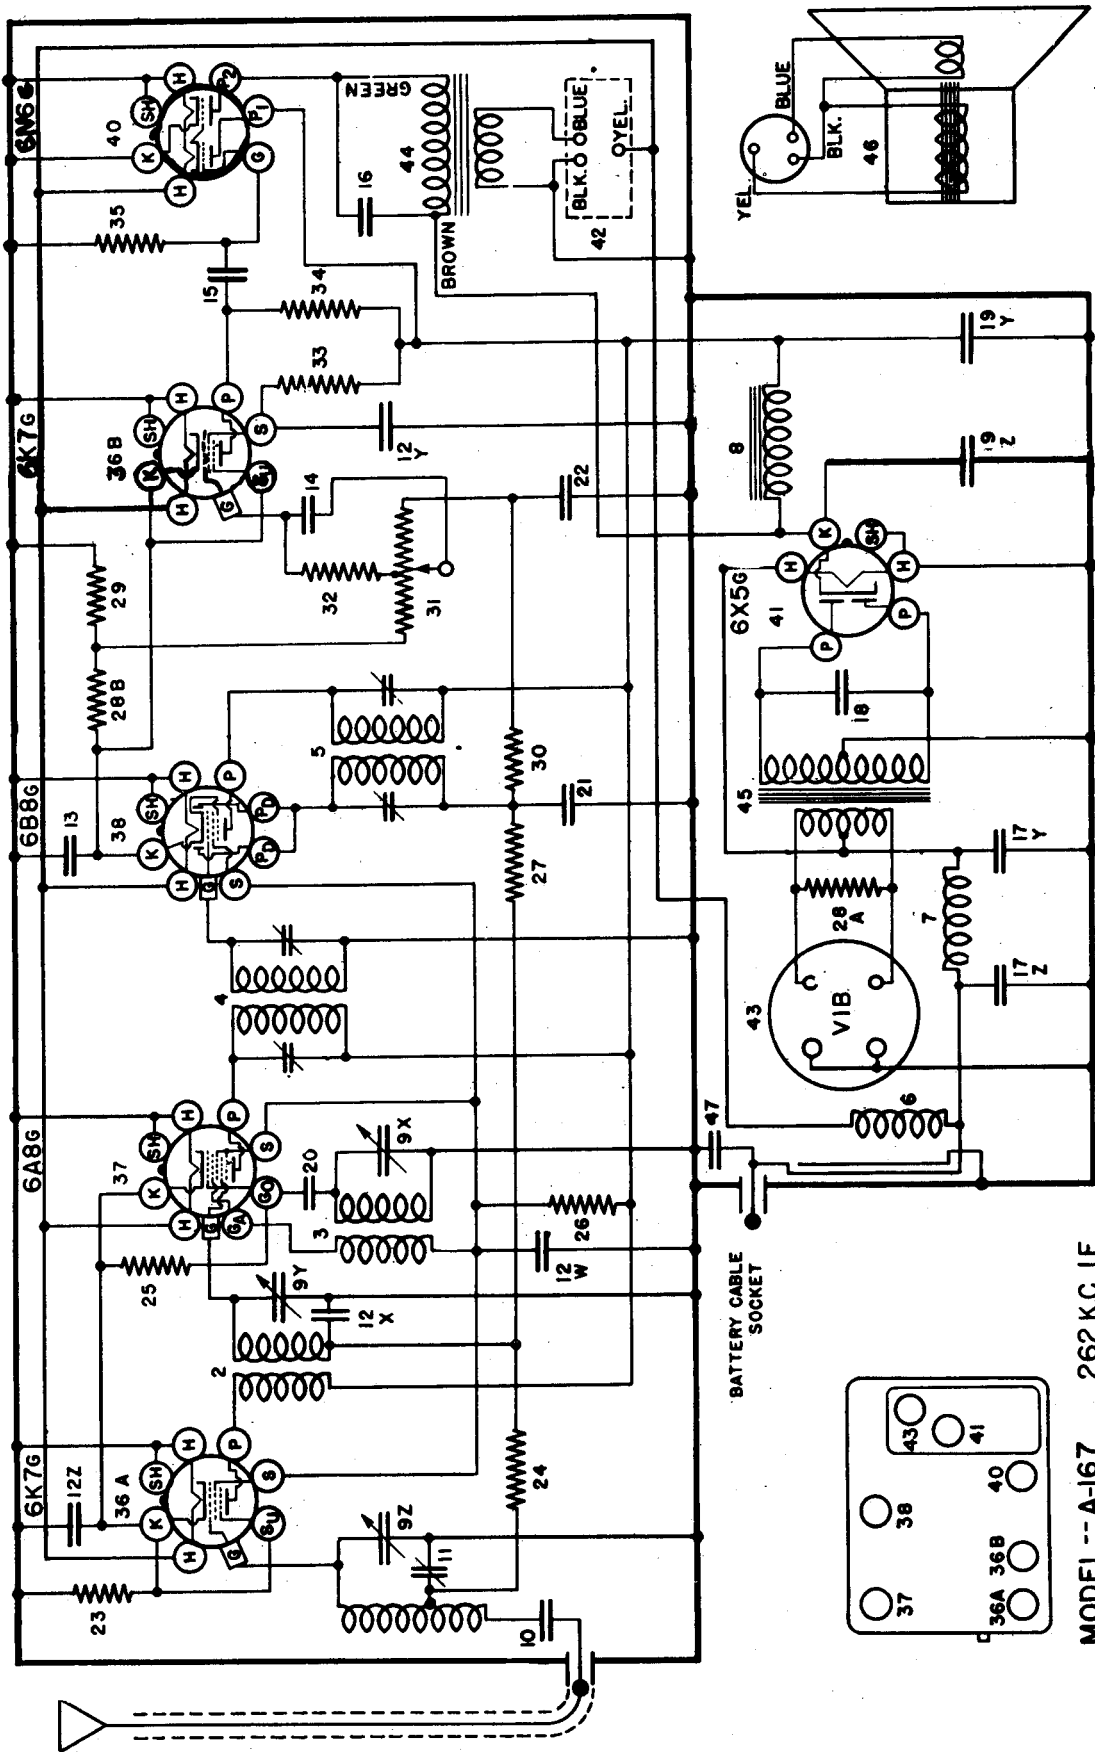 6K7G
6A8G
6B8G
6K7G
6N6G
12Z
13
36A
37
38
36B
40
23
25
28B
29
35
K
SH
H
H
G
P
SU
S
K
SH
H
H
G
P
GA
GO
S
K
SH
H
H
G
P
S
PD
PD
K
SH
H
H
G
P
SU
S
K
SH
H
H
P2
P1
G
2
4
15
20
3
9Y
12
X
9X
5
32
14
33
34
16
GREEN
9Z
11
31
12
Y
44
BROWN
10
24
27
30
12
W
26
21
22
42
BLK.
BLUE
YEL.
BATTERY CABLE
SOCKET
47
6
43
VIB
28
A
45
18
6X5G
41
P
P
H
H
K
SH
8
7
17
Z
17
Y
19
Z
19
Y
YEL.
BLUE
BLK.
46
37
38
43
41
36A
36B
40
MODEL -- A-167 262 KC IF